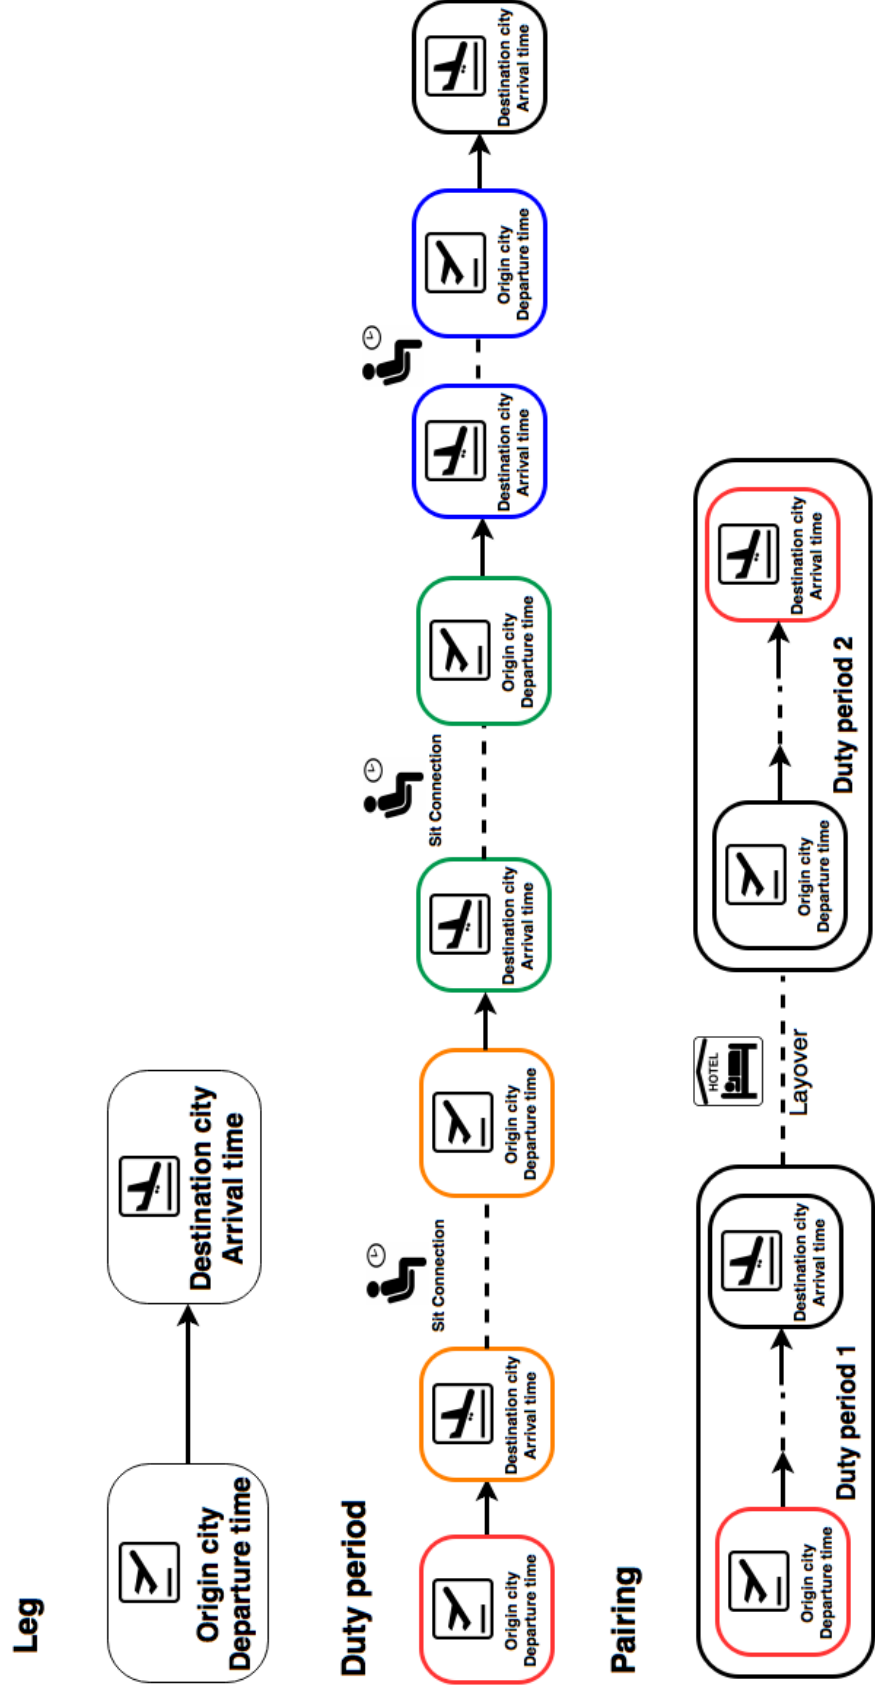 Leg
Origin city
Departure time
Destination city
Arrival time
Duty period
Origin city
Departure time
Destination city
Arrival time
Sit Connection
Origin city
Departure time
Destination city
Arrival time
Sit Connection
Origin city
Departure time
Destination city
Arrival time
Origin city
Departure time
Destination city
Arrival time
Pairing
Origin city
Departure time
Destination city
Arrival time
Duty period 1
HOTEL
Layover
Origin city
Departure time
Destination city
Arrival time
Duty period 2